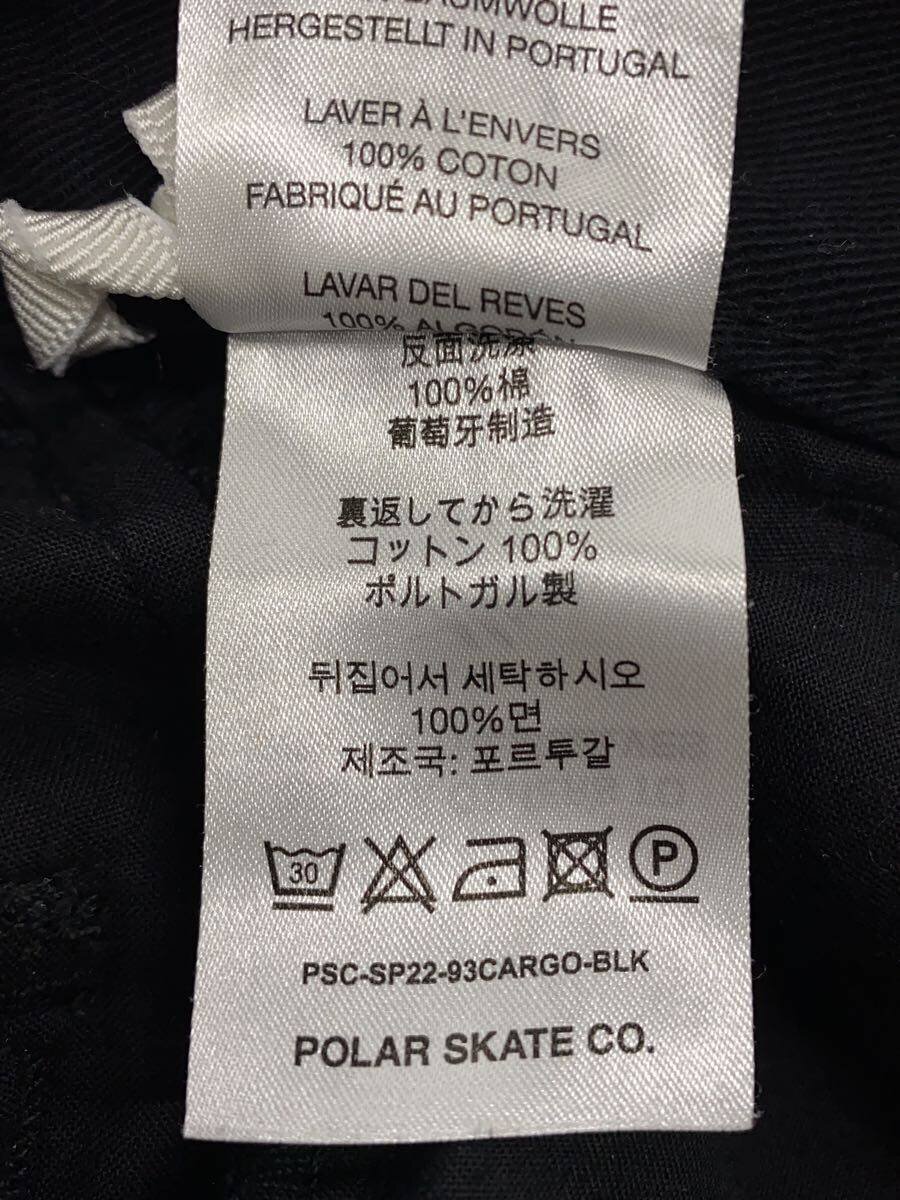 BAUMWOLLE
HERGESTELLT IN PORTUGAL
LAVER À L'ENVERS
100% COTON
FABRIQUÉ AU PORTUGAL
LAVAR DEL REVES
100% ALGODÓN
反面洗涤
100%棉
葡萄牙制造
裏返してから洗濯
コットン 100%
ポルトガル製
뒤집어서 세탁하시오
100%면
제조국: 포르투갈
30
P
PSC-SP22-93CARGO-BLK
POLAR SKATE CO.